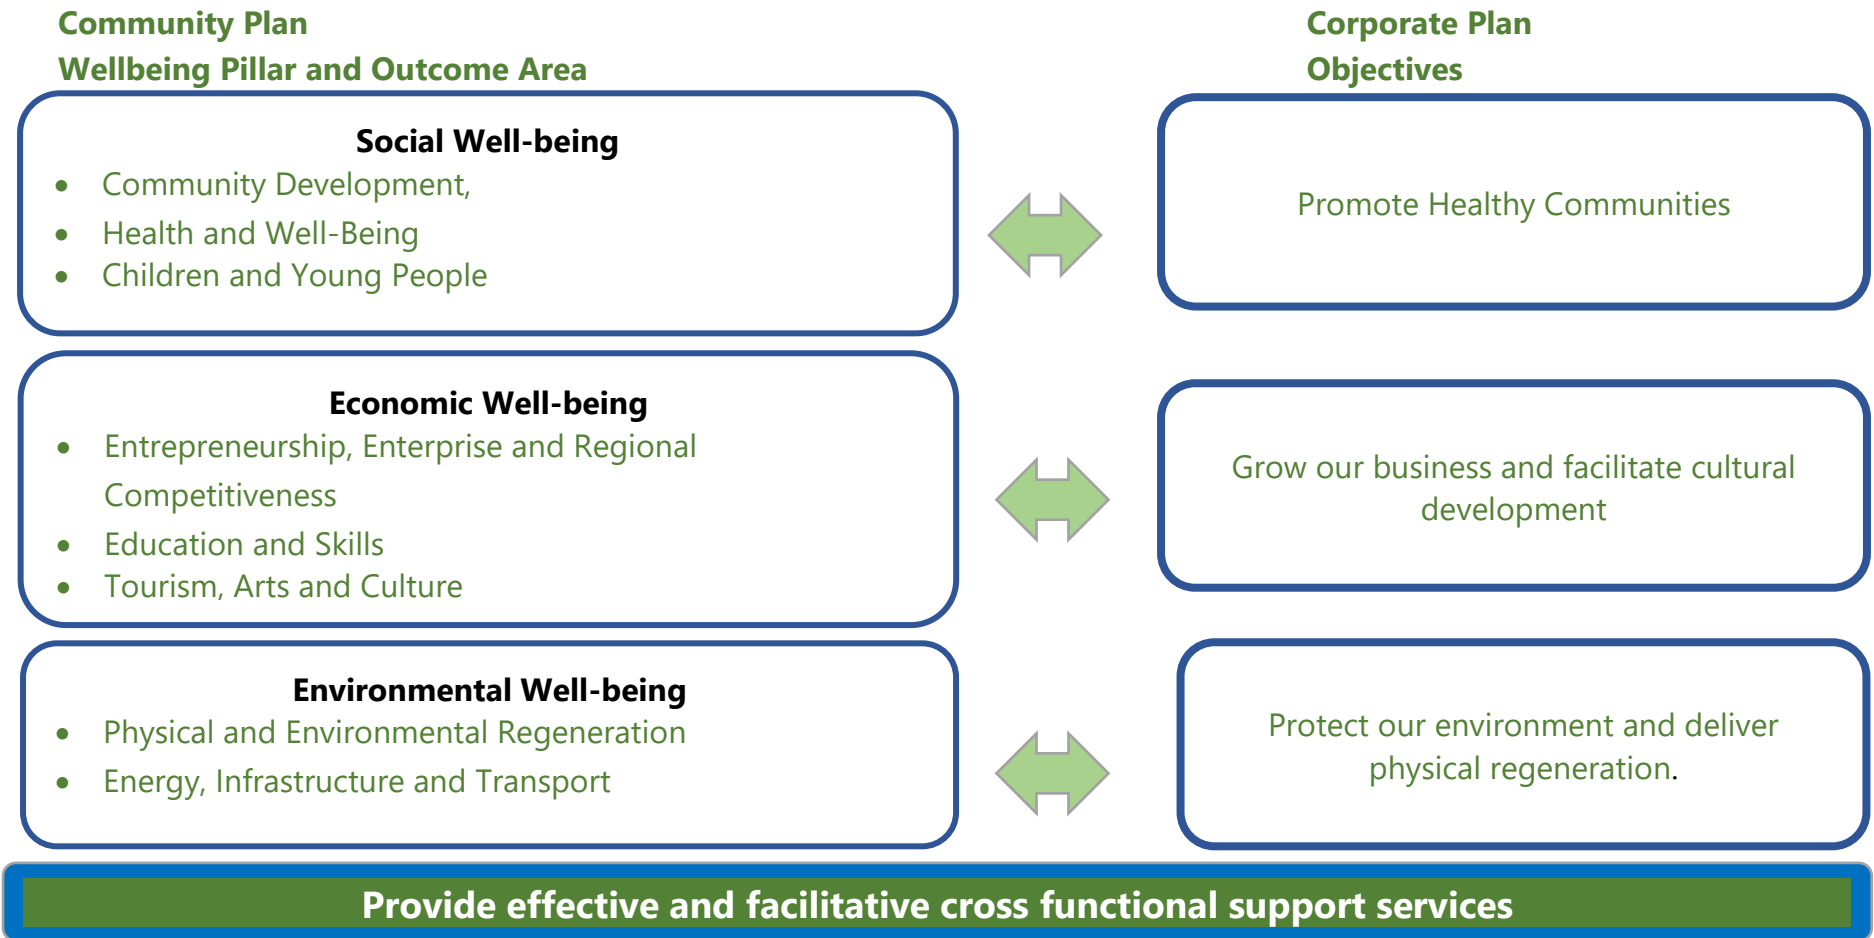 Community Plan
Wellbeing Pillar and Outcome Area
Corporate Plan
Objectives
Social Well-being
• Community Development,
• Health and Well-Being
• Children and Young People
Promote Healthy Communities
Economic Well-being
• Entrepreneurship, Enterprise and Regional
Competitiveness
• Education and Skills
• Tourism, Arts and Culture
Grow our business and facilitate cultural
development
Environmental Well-being
• Physical and Environmental Regeneration
• Energy, Infrastructure and Transport
Protect our environment and deliver
physical regeneration.
Provide effective and facilitative cross functional support services